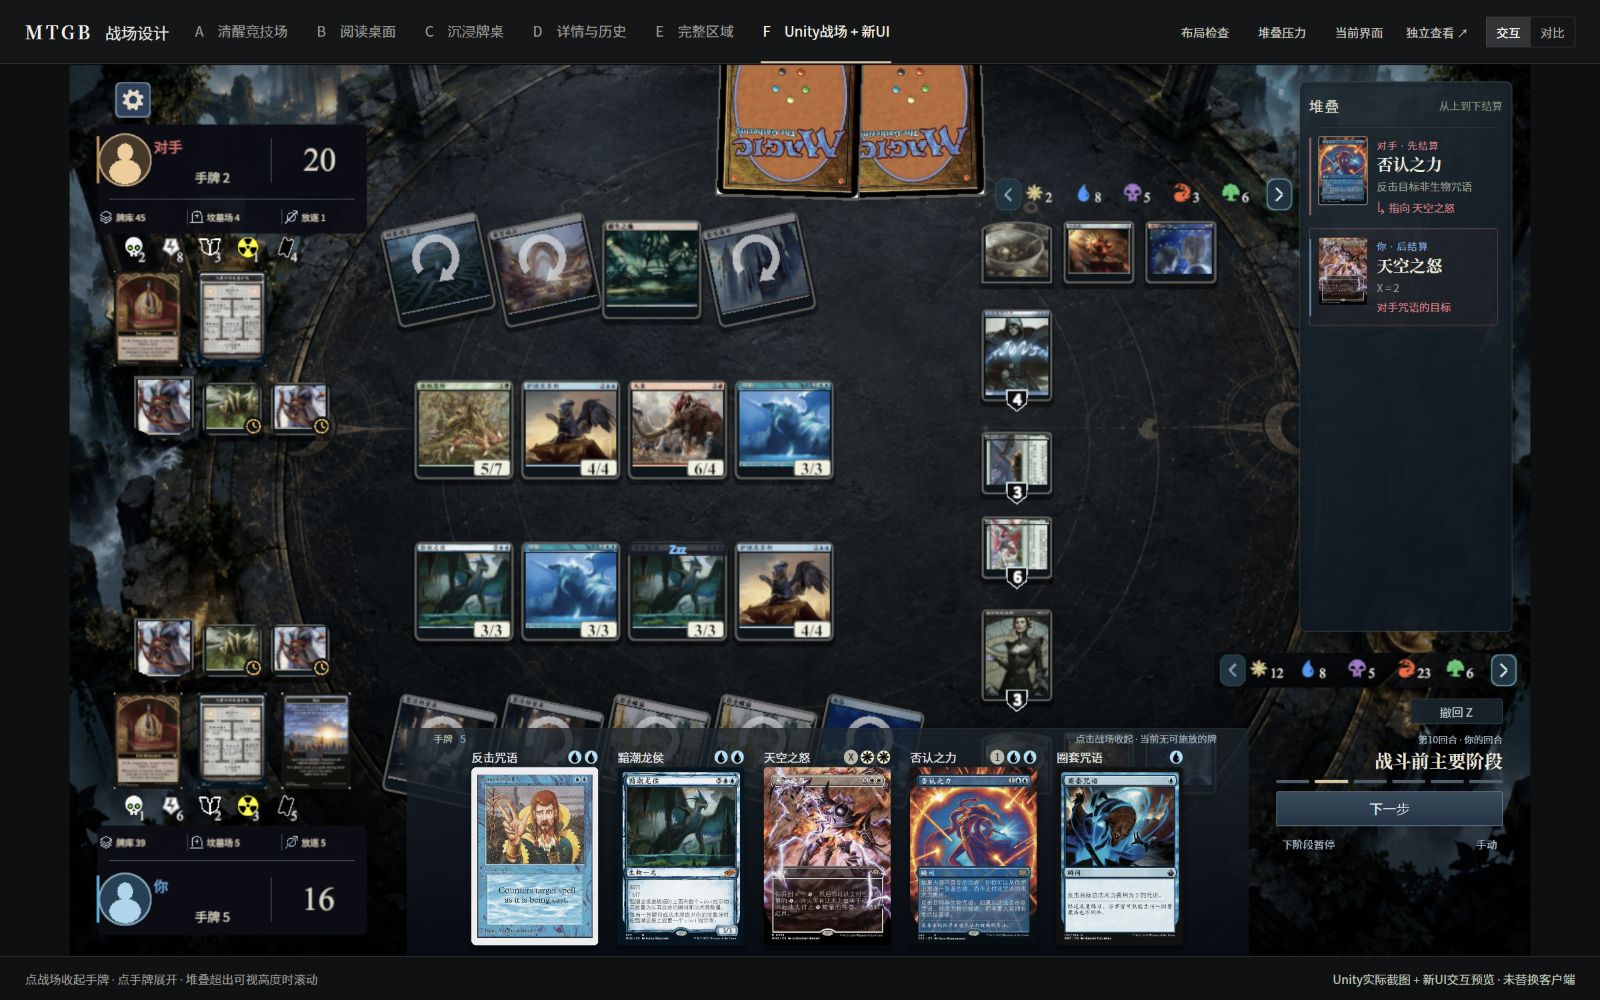 MTGB 战场设计
A 清醒竞技场
B 阅读桌面
C 沉浸牌桌
D 详情与历史
E 完整区域
F Unity战场 + 新UI
布局检查
堆叠压力
当前界面
独立查看 ↗
交互
对比
对手
手牌 2
20
牌库 45
坟墓场 4
放逐 1
2
8
3
1
4
MAGIC
The Gathering
MAGIC
The Gathering
2
8
5
3
6
堆叠
从上到下结算
对手 · 先结算
否认之力
反击目标非生物咒语
↳ 指向 天空之怒
你 · 后结算
天空之怒
X = 2
对手咒语的目标
4
3
6
3
5/7
4/4
6/4
3/3
Zzz
3/3
3/3
3/3
4/4
12
8
5
23
6
撤回 Z
第10回合 · 你的回合
战斗前主要阶段
下一步
下阶段暂停
手动
1
6
2
3
5
牌库 39
坟墓场 5
放逐 5
你
手牌 5
16
手牌 5
点击战场收起 · 当前无可施放的牌
反击咒语
黯潮龙侯
天空之怒
X
否认之力
1
圈套咒语
Counters target spell
as it is being cast.
点战场收起手牌 · 点手牌展开 · 堆叠超出可视高度时滚动
Unity实际截图 + 新UI交互预览 · 未替换客户端